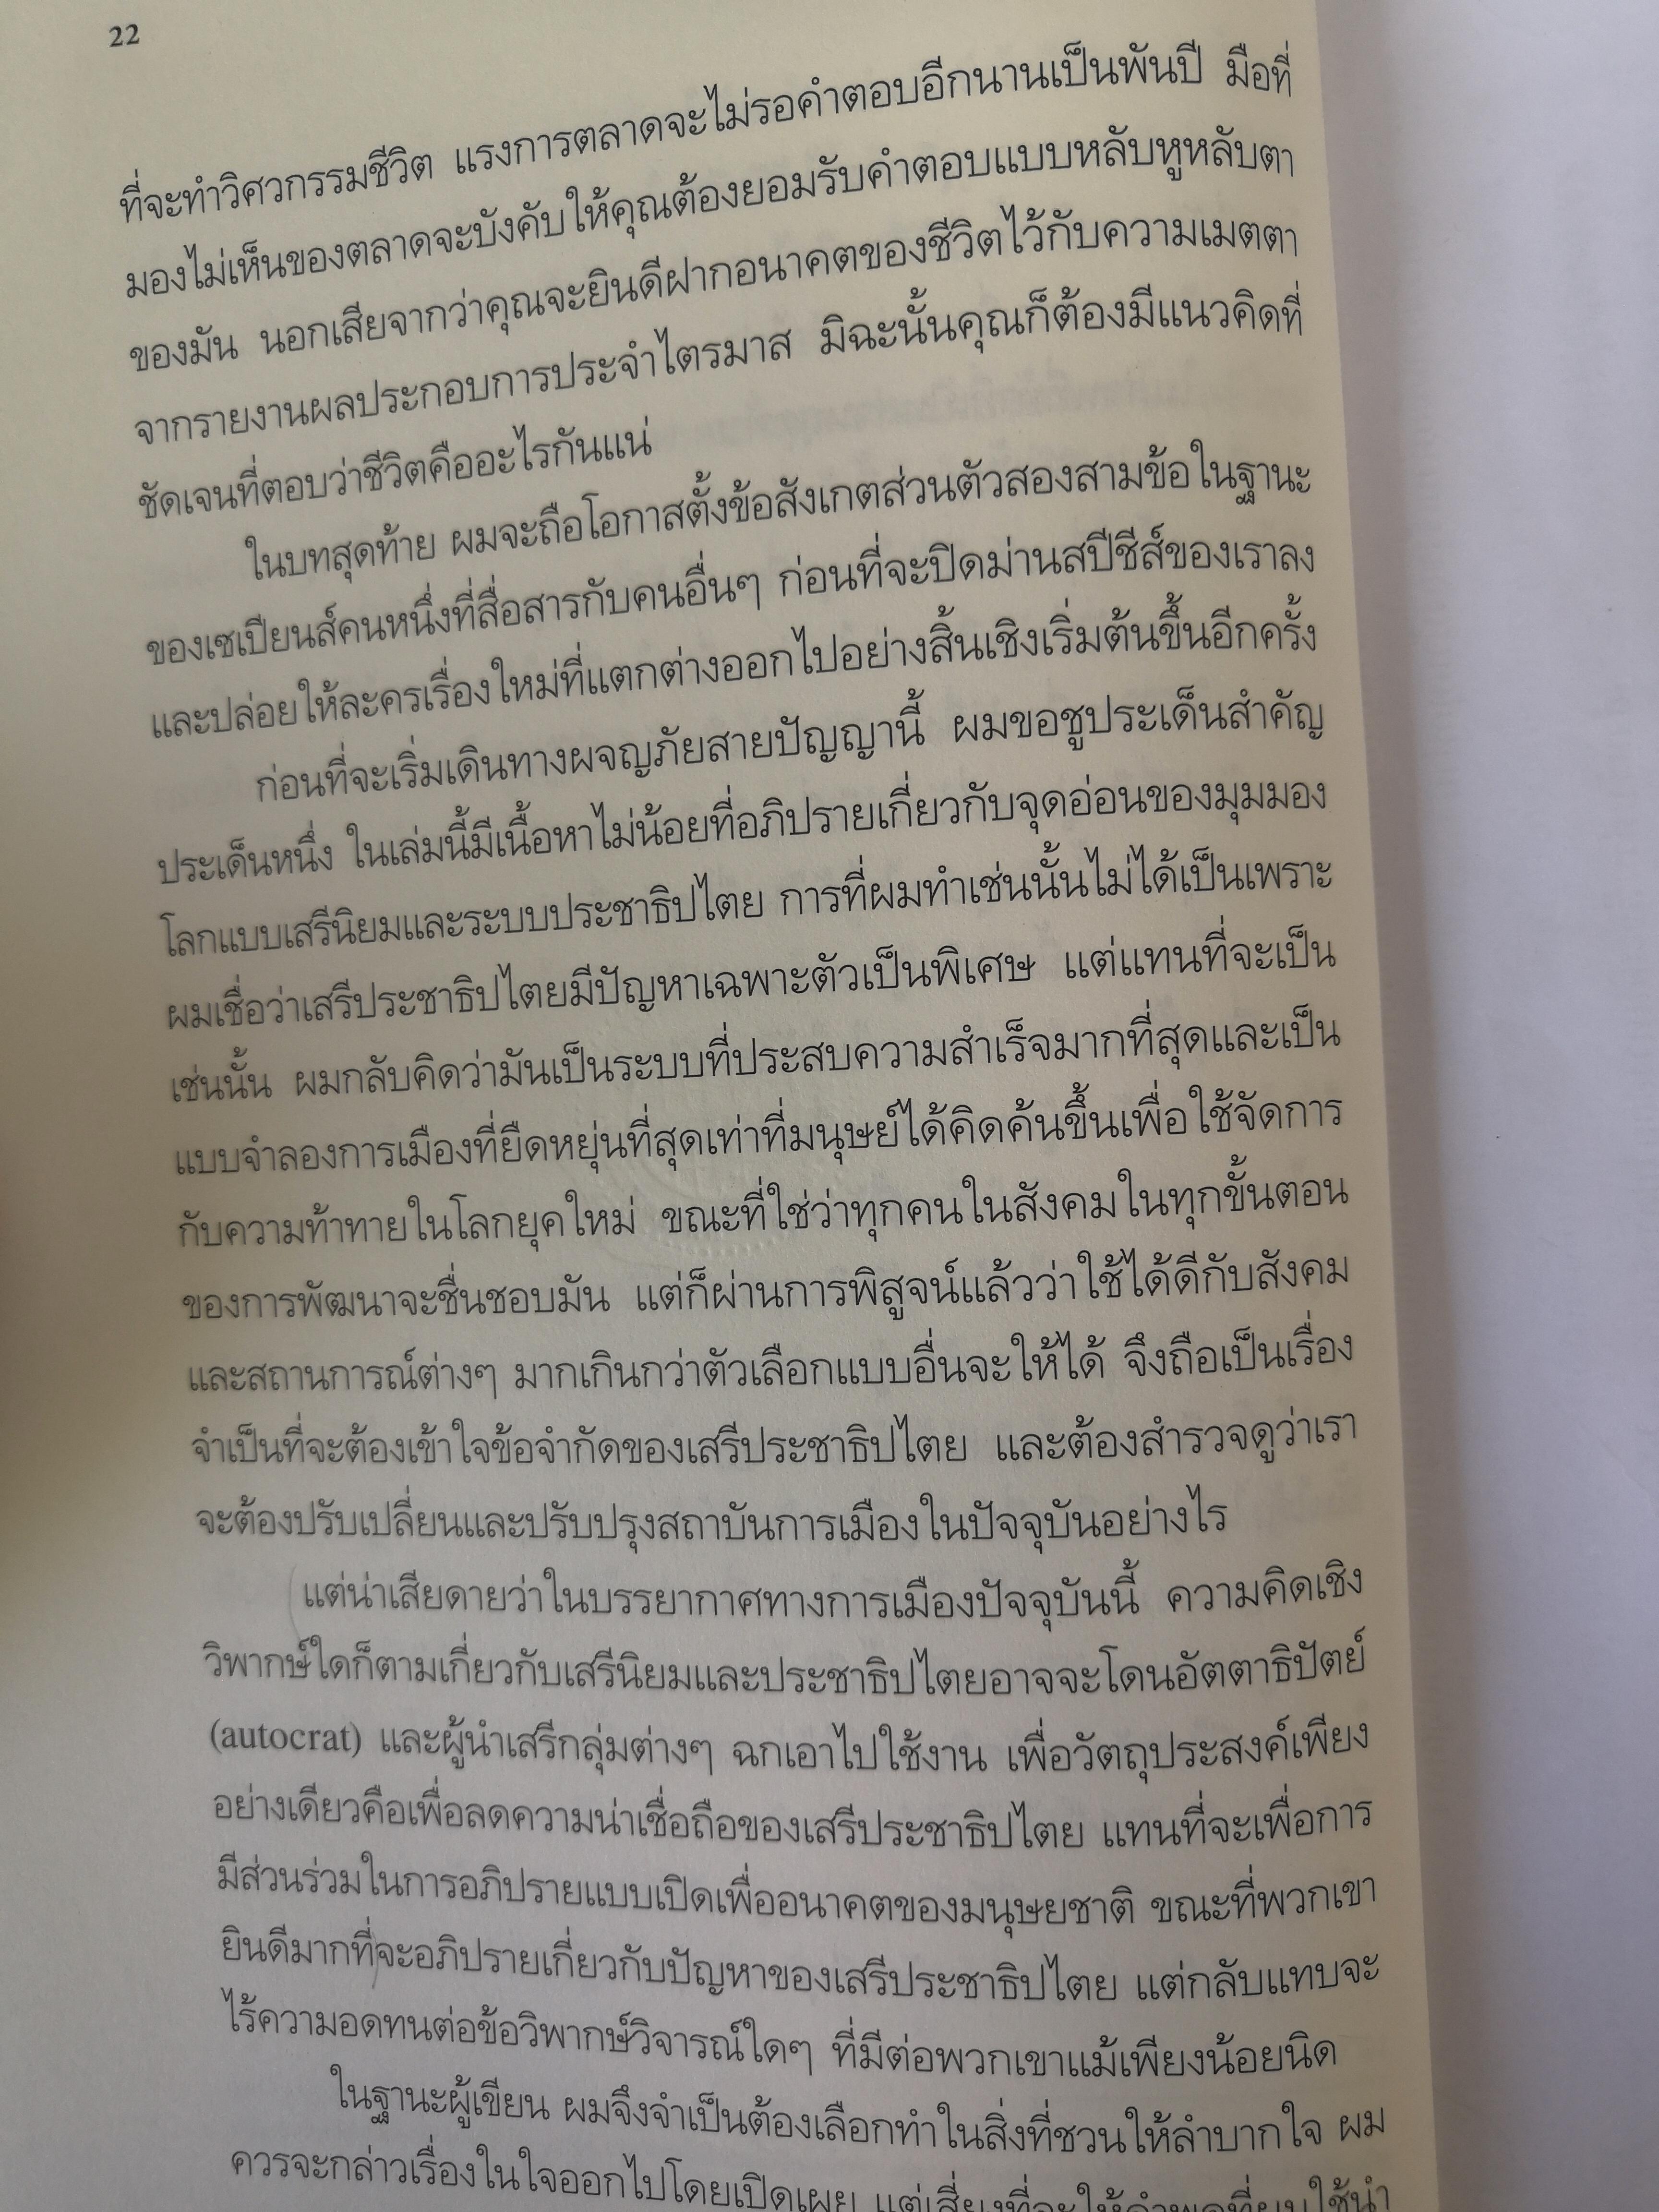 22
ที่จะทำวิศวกรรมชีวิต แรงการตลาดจะไม่รอคำตอบอีกนานเป็นพันปี มือที่
มองไม่เห็นของตลาดจะบังคับให้คุณต้องยอมรับคำตอบแบบหลับหูหลับตา
ของมัน นอกเสียจากว่าคุณจะยินดีฝากอนาคตของชีวิตไว้กับความเมตตา
จากรายงานผลประกอบการประจำไตรมาส มิฉะนั้นคุณก็ต้องมีแนวคิดที่
ชัดเจนที่ตอบว่าชีวิตคืออะไรกันแน่
ในบทสุดท้าย ผมจะถือโอกาสตั้งข้อสังเกตส่วนตัวสองสามข้อในฐานะ
ของเซเปียนส์คนหนึ่งที่สื่อสารกับคนอื่นๆ ก่อนที่จะปิดม่านสปีชีส์ของเราลง
และปล่อยให้ละครเรื่องใหม่ที่แตกต่างออกไปอย่างสิ้นเชิงเริ่มต้นขึ้นอีกครั้ง
ก่อนที่จะเริ่มเดินทางผจญภัยสายปัญญานี้ ผมขอชูประเด็นสำคัญ
ประเด็นหนึ่ง ในเล่มนี้มีเนื้อหาไม่น้อยที่อภิปรายเกี่ยวกับจุดอ่อนของมุมมอง
โลกแบบเสรีนิยมและระบบประชาธิปไตย การที่ผมทำเช่นนั้นไม่ได้เป็นเพราะ
ผมเชื่อว่าเสรีประชาธิปไตยมีปัญหาเฉพาะตัวเป็นพิเศษ แต่แทนที่จะเป็น
เช่นนั้น ผมกลับคิดว่ามันเป็นระบบที่ประสบความสำเร็จมากที่สุดและเป็น
แบบจำลองการเมืองที่ยืดหยุ่นที่สุดเท่าที่มนุษย์ได้คิดค้นขึ้นเพื่อใช้จัดการ
กับความท้าทายในโลกยุคใหม่ ขณะที่ใช่ว่าทุกคนในสังคมในทุกขั้นตอน
ของการพัฒนาจะชื่นชอบมัน แต่ก็ผ่านการพิสูจน์แล้วว่าใช้ได้ดีกับสังคม
และสถานการณ์ต่างๆ มากเกินกว่าตัวเลือกแบบอื่นจะให้ได้ จึงถือเป็นเรื่อง
จำเป็นที่จะต้องเข้าใจข้อจำกัดของเสรีประชาธิปไตย และต้องสำรวจดูว่าเรา
จะต้องปรับเปลี่ยนและปรับปรุงสถาบันการเมืองในปัจจุบันอย่างไร
แต่น่าเสียดายว่าในบรรยากาศทางการเมืองปัจจุบันนี้ ความคิดเชิง
วิพากษ์ใดก็ตามเกี่ยวกับเสรีนิยมและประชาธิปไตยอาจจะโดนอัตตาธิปัตย์
(autocrat) และผู้นำเสรีกลุ่มต่างๆ ฉกเอาไปใช้งาน เพื่อวัตถุประสงค์เพียง
อย่างเดียวคือเพื่อลดความน่าเชื่อถือของเสรีประชาธิปไตย แทนที่จะเพื่อการ
มีส่วนร่วมในการอภิปรายแบบเปิดเพื่ออนาคตของมนุษยชาติ ขณะที่พวกเขา
ยินดีมากที่จะอภิปรายเกี่ยวกับปัญหาของเสรีประชาธิปไตย แต่กลับแทบจะ
ไร้ความอดทนต่อข้อวิพากษ์วิจารณ์ใดๆ ที่มีต่อพวกเขาแม้เพียงน้อยนิด
ในฐานะผู้เขียน ผมจึงจำเป็นต้องเลือกทำในสิ่งที่ชวนให้ลำบากใจ ผม
ควรจะกล่าวเรื่องในใจออกไปโดยเปิดเผย แต่เสี่ยงที่จะให้คำพูดที่ผมใช้นำ